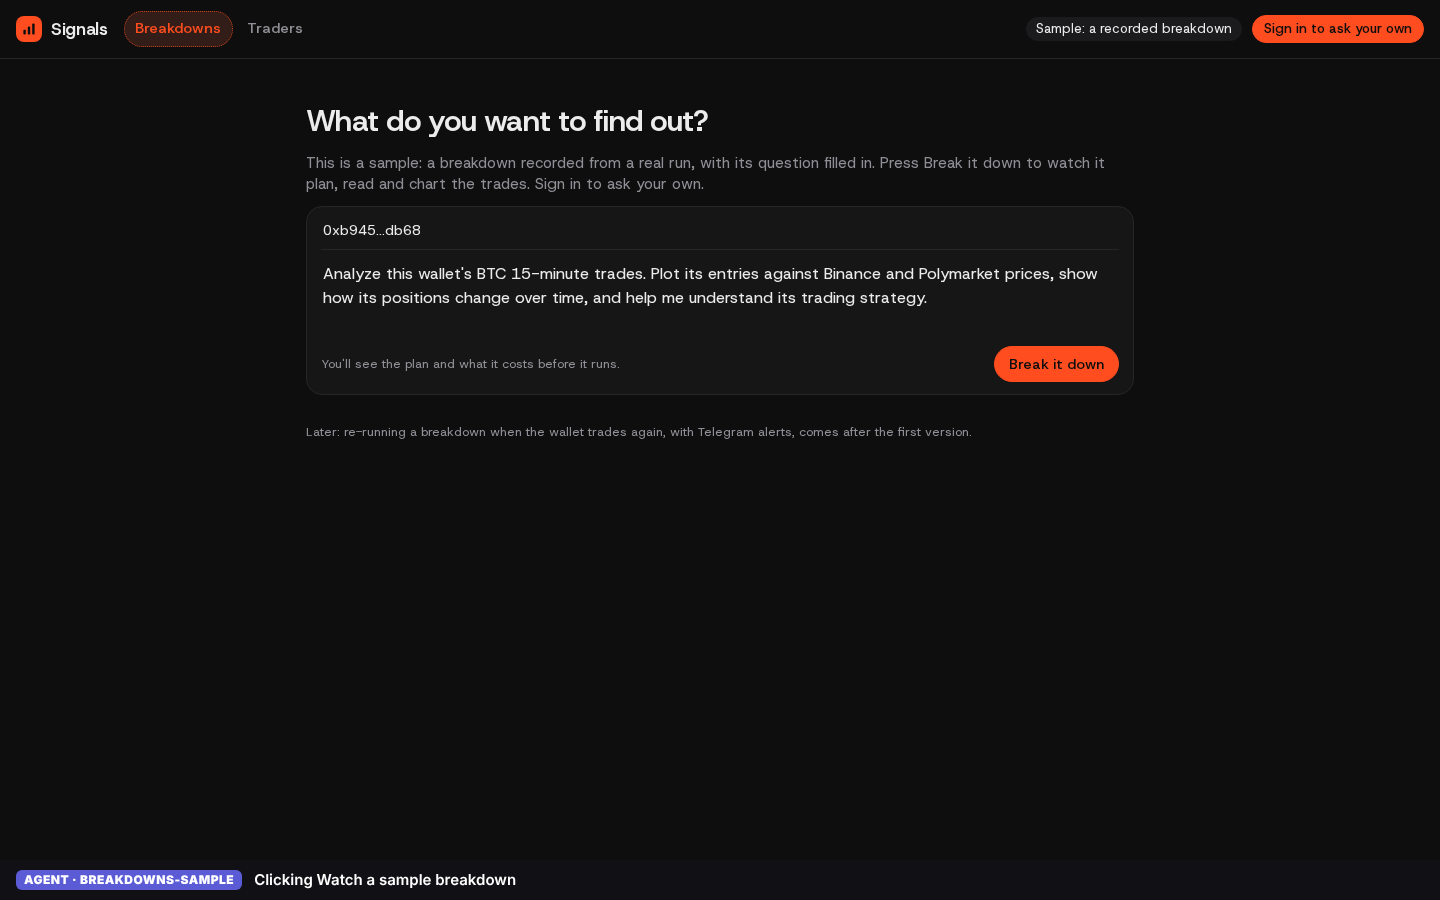 Signals
Breakdowns
Traders
Sample: a recorded breakdown
Sign in to ask your own
What do you want to find out?
This is a sample: a breakdown recorded from a real run, with its question filled in. Press Break it down to watch it
plan, read and chart the trades. Sign in to ask your own.
0xb945...db68
Analyze this wallet's BTC 15-minute trades. Plot its entries against Binance and Polymarket prices, show
how its positions change over time, and help me understand its trading strategy.
You'll see the plan and what it costs before it runs.
Break it down
Later: re-running a breakdown when the wallet trades again, with Telegram alerts, comes after the first version.
AGENT · BREAKDOWNS-SAMPLE
Clicking Watch a sample breakdown